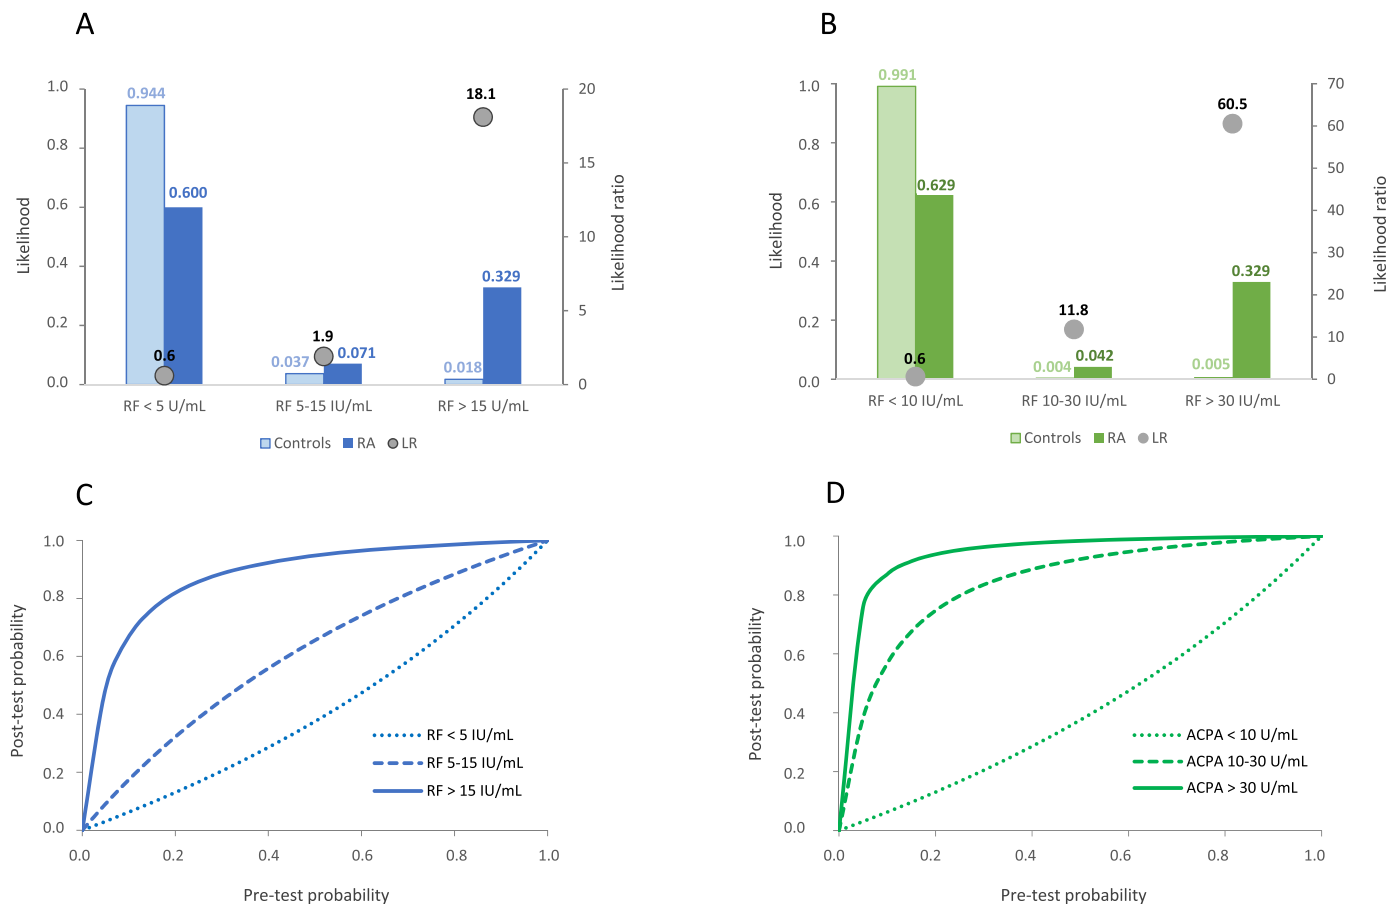 A
1.0
0.8
0.6
0.4
0.2
0.0
Likelihood
0.944
0.600
0.6
0.037
0.071
1.9
0.018
0.329
18.1
20
15
10
5
0
Likelihood ratio
RF < 5 U/mL
RF 5-15 IU/mL
RF > 15 U/mL
Controls
RA
LR
B
1.0
0.8
0.6
0.4
0.2
0.0
Likelihood
0.991
0.629
0.6
0.004
0.042
11.8
0.005
0.329
60.5
70
60
50
40
30
20
10
0
Likelihood ratio
RF < 10 IU/mL
RF 10-30 IU/mL
RF > 30 IU/mL
Controls
RA
LR
C
1.0
0.8
0.6
0.4
0.2
0.0
Post-test probability
RF < 5 IU/mL
RF 5-15 IU/mL
RF > 15 IU/mL
0.0
0.2
0.4
0.6
0.8
1.0
Pre-test probability
D
1.0
0.8
0.6
0.4
0.2
0.0
Post-test probability
ACPA < 10 U/mL
ACPA 10-30 U/mL
ACPA > 30 U/mL
0.0
0.2
0.4
0.6
0.8
1.0
Pre-test probability